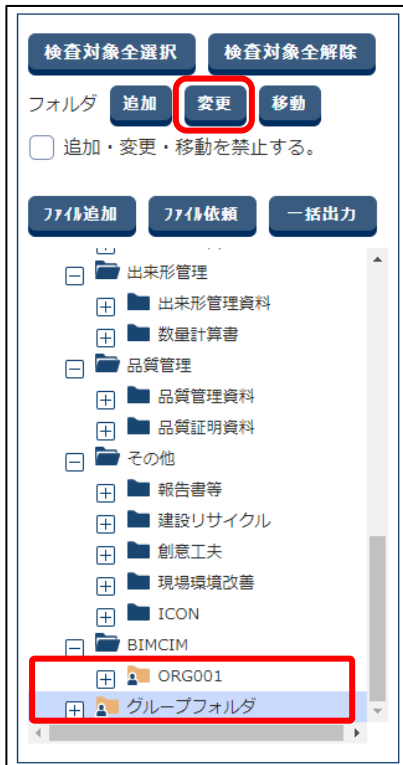 検査対象全選択 検査対象全解除
フォルダ 追加 変更 移動
追加・変更・移動を禁止する。
ﾌｧｲﾙ追加 ﾌｧｲﾙ依頼 一括出力
出来形管理
出来形管理資料
数量計算書
品質管理
品質管理資料
品質証明資料
その他
報告書等
建設リサイクル
創意工夫
現場環境改善
ICON
BIMCIM
ORG001
グループフォルダ